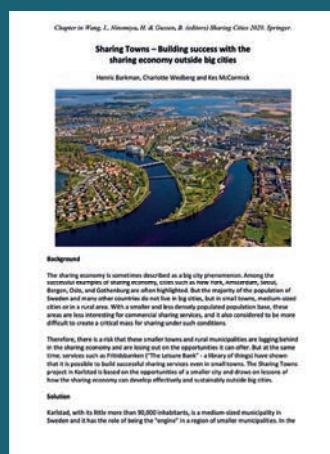 Chapter in Wang, J., Ninomiya, H. & Gussen, B. (editors) Sharing Cities 2020. Springer.
Sharing Towns – Building success with the
sharing economy outside big cities
Henris Barkman, Charlotte Wedberg and Kes McCormick
Background
The sharing economy is sometimes described as a big city phenomenon. Among the
successful examples of sharing economy, cities such as New York, Amsterdam, Seoul,
Bergen, Oslo, and Gothenburg are often highlighted. But the majority of the population of
Sweden and many other countries do not live in big cities, but in small towns, medium-sized
cities or in a rural area. With a smaller and less densely populated population base, these
areas are less interesting for commercial sharing services, and it also considered to be more
difficult to create a critical mass for sharing under such conditions.
Therefore, there is a risk that these smaller towns and rural municipalities are lagging behind
in the sharing economy and are losing out on the opportunities it can offer. But at the same
time, services such as Fritidsbanken ("The Leisure Bank" - a library of things) have shown
that it is possible to build successful sharing services even in small towns. The Sharing Towns
project in Karlstad is based on the opportunities of a smaller city and draws on lessons of
how the sharing economy can develop effectively and sustainably outside big cities.
Solution
Karlstad, with its little more than 90,000 inhabitants, is a medium-sized municipality in
Sweden and it has the role of being the "engine" in a region of smaller municipalities. In the